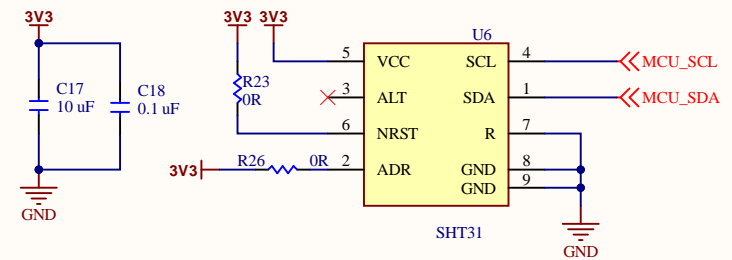 3V3
3V3 3V3
U6
C17
10 uF
C18
0.1 uF
R23
0R
5 VCC SCL 4 MCU_SCL
3 ALT SDA 1 MCU_SDA
6 NRST R 7
3V3 R26 0R 2 ADR GND 8
GND 9
GND
SHT31
GND